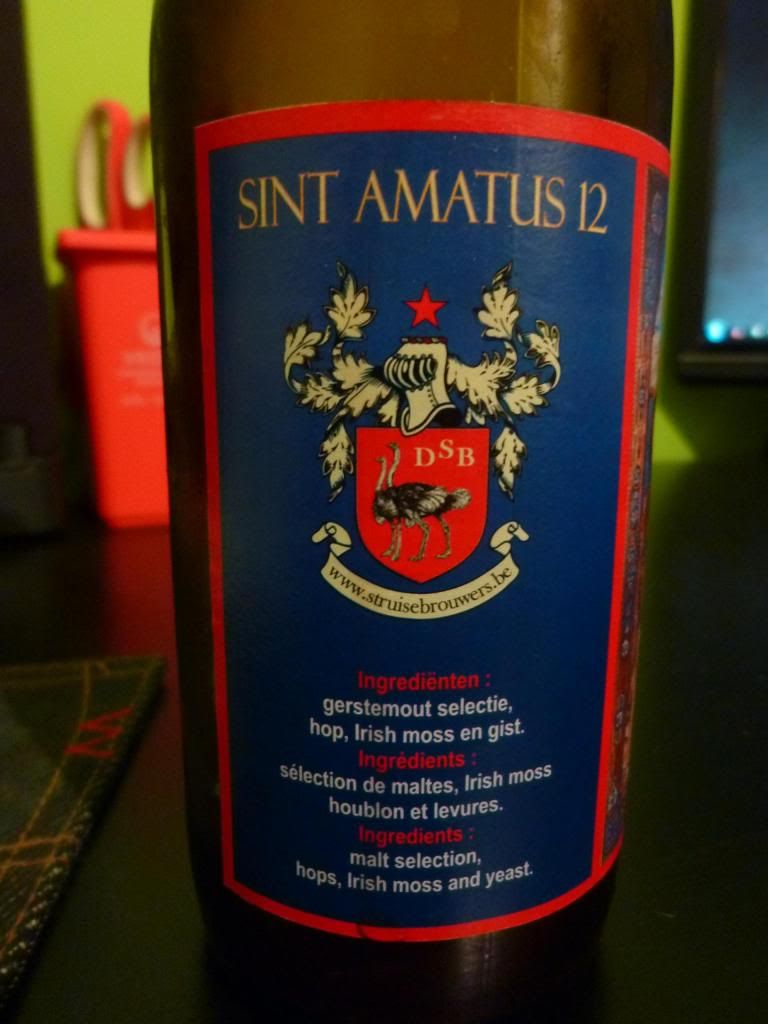 SINT AMATUS 12
DSB
www.struisebrouwers.be
Ingrediënten :
gerstemout selectie,
hop, Irish moss en gist.
Ingrédients :
sélection de maltes, Irish moss
houblon et levures.
Ingredients :
malt selection,
hops, Irish moss and yeast.